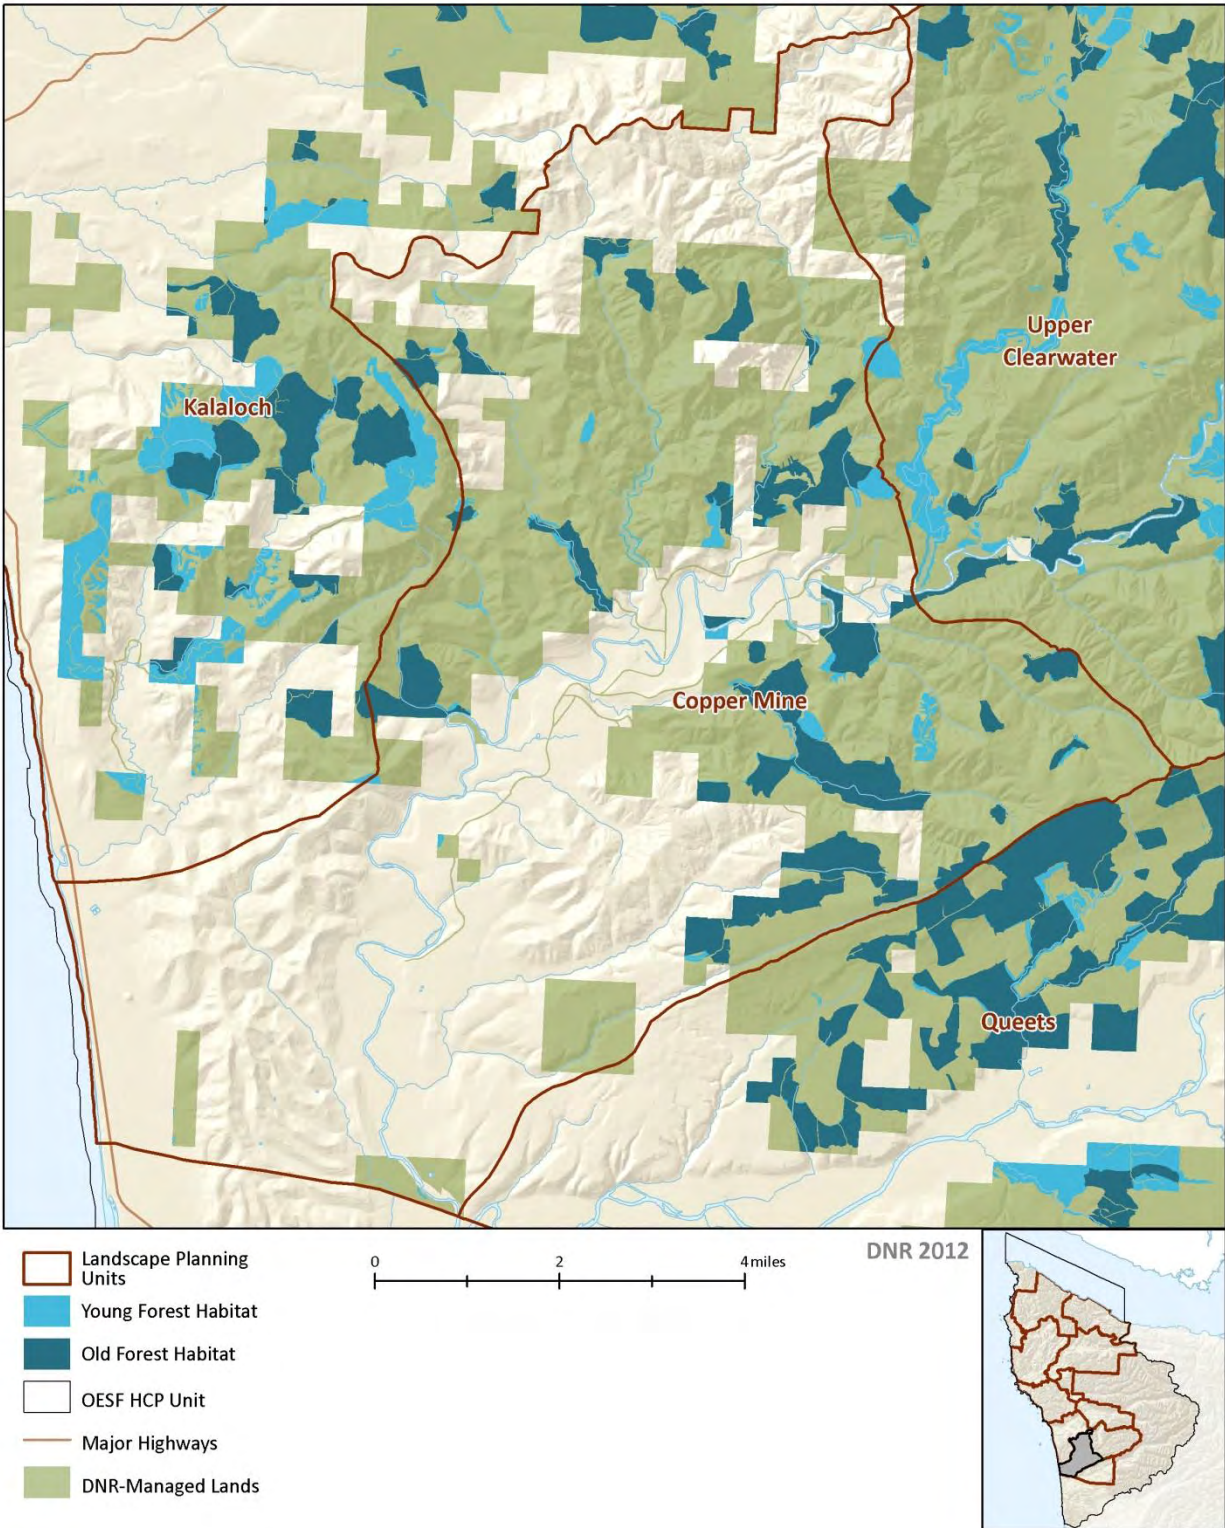 Upper
Clearwater
Kalaloch
Copper Mine
Queets
Landscape Planning
Units
Young Forest Habitat
Old Forest Habitat
OESF HCP Unit
Major Highways
DNR-Managed Lands
0 2 4 miles
DNR 2012